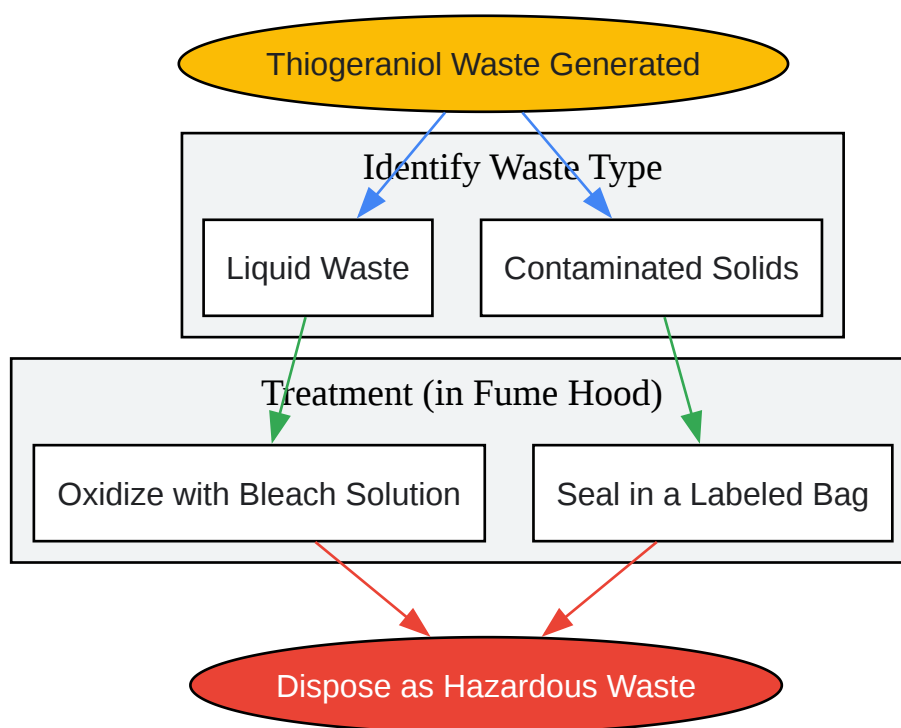 Thiogeraniol Waste Generated
Identify Waste Type
Liquid Waste
Contaminated Solids
Treatment (in Fume Hood)
Oxidize with Bleach Solution
Seal in a Labeled Bag
Dispose as Hazardous Waste